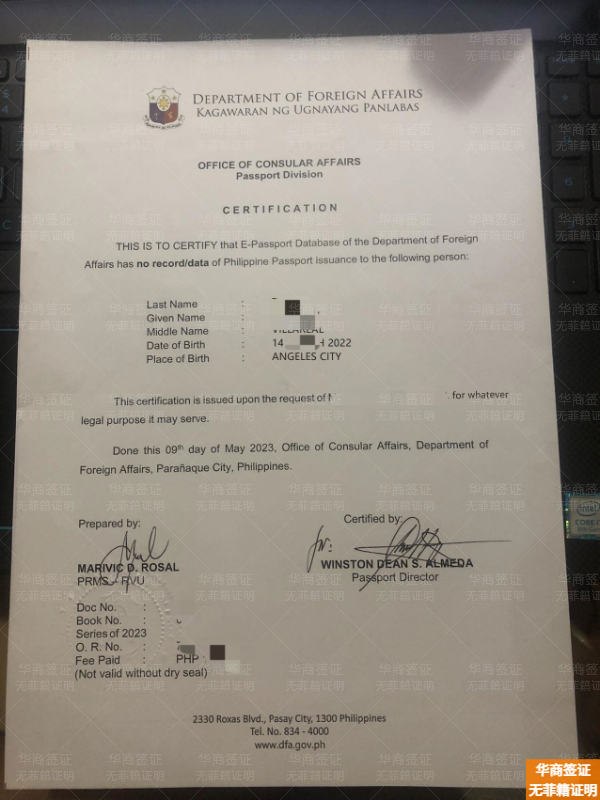 DEPARTMENT OF FOREIGN AFFAIRS
KAGAWARAN NG UGNAYANG PANLABAS
OFFICE OF CONSULAR AFFAIRS
Passport Division
CERTIFICATION
THIS IS TO CERTIFY that E-Passport Database of the Department of Foreign
Affairs has no record/data of Philippine Passport issuance to the following person:
Last Name :
Given Name :
Middle Name :
Date of Birth : 14 2022
Place of Birth : ANGELES CITY
This certification is issued upon the request of for whatever
legal purpose it may serve.
Done this 09th day of May 2023, Office of Consular Affairs, Department of
Foreign Affairs, Parañaque City, Philippines.
Prepared by:
Certified by:
MARIVIC D. ROSAL
PRMS - RVU
for:
WINSTON DEAN S. ALMEDA
Passport Director
Doc No. :
Book No. :
Series of 2023
O. R. No. :
Fee Paid : PHP
(Not valid without dry seal)
2330 Roxas Blvd., Pasay City, 1300 Philippines
Tel. No. 834 - 4000
www.dfa.gov.ph
华商签证
无菲籍证明